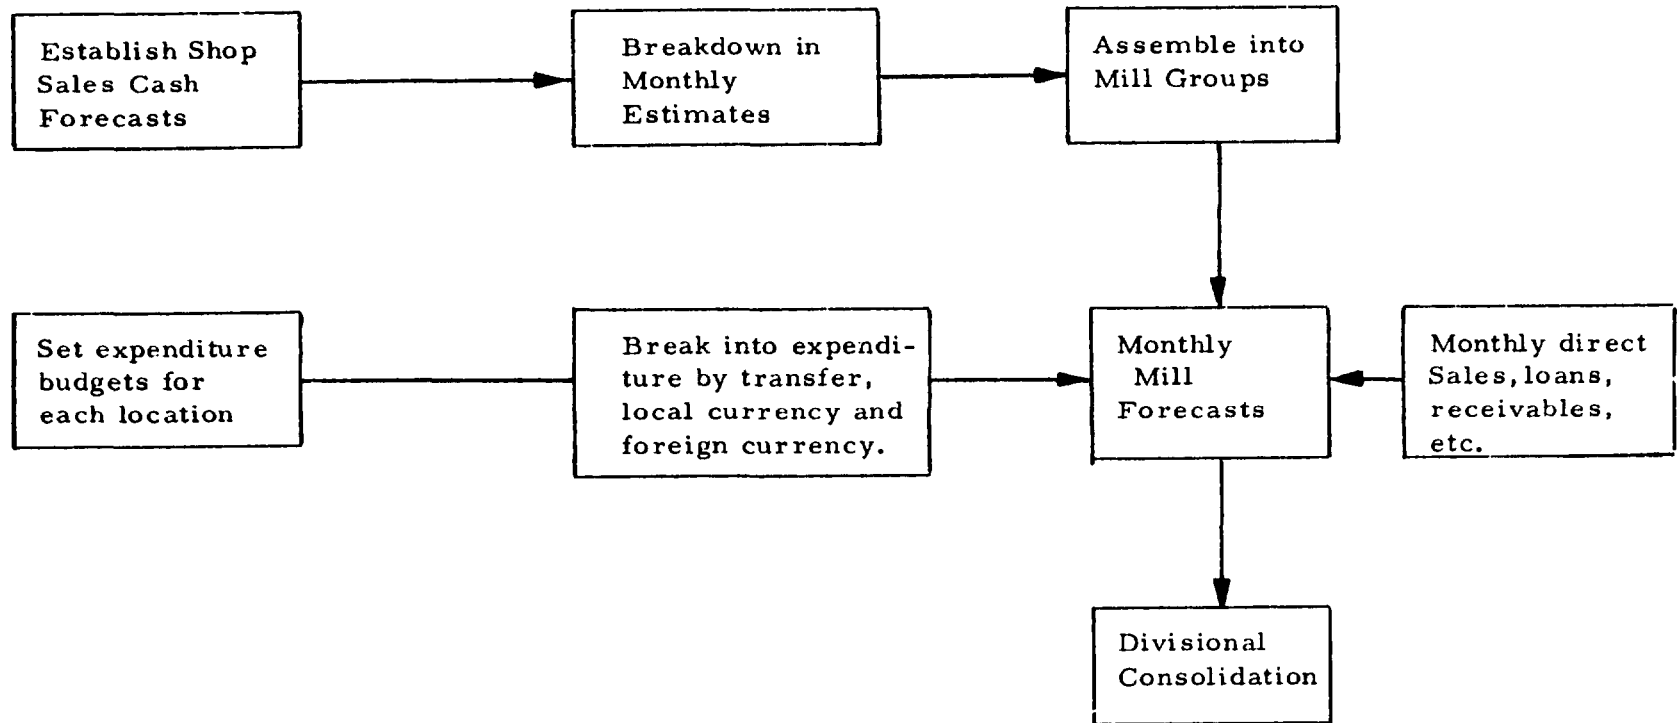 Establish Shop
Sales Cash
Forecasts
Breakdown in
Monthly
Estimates
Assemble into
Mill Groups
Set expenditure
budgets for
each location
Break into expendi-
ture by transfer,
local currency and
foreign currency.
Monthly
Mill
Forecasts
Monthly direct
Sales, loans,
receivables,
etc.
Divisional
Consolidation